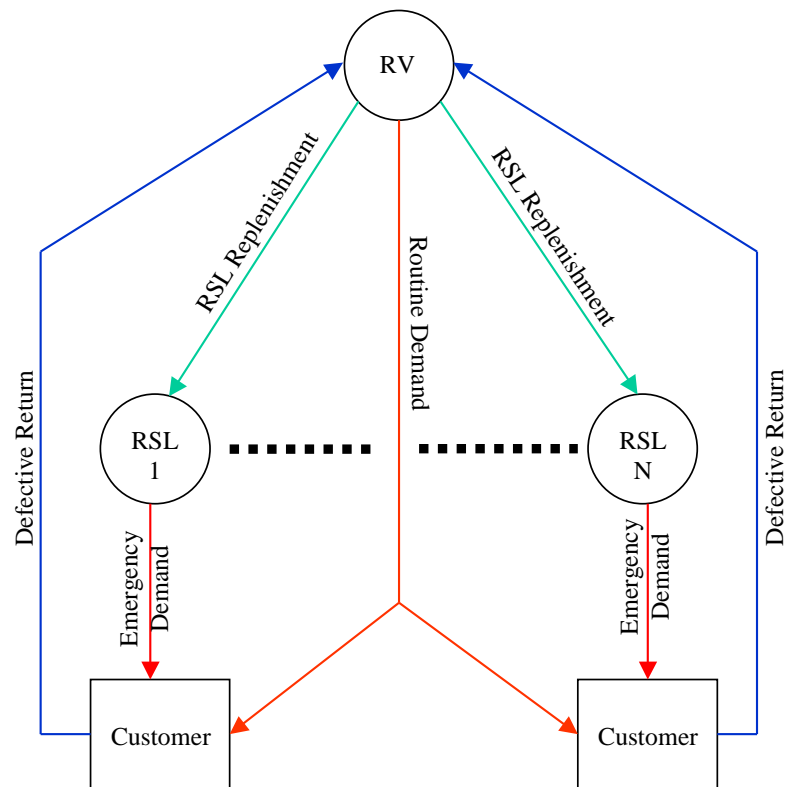 RV
RSL Replenishment
RSL Replenishment
Routine Demand
Defective Return
RSL
1
RSL
N
Defective Return
Emergency
Demand
Emergency
Demand
Customer
Customer